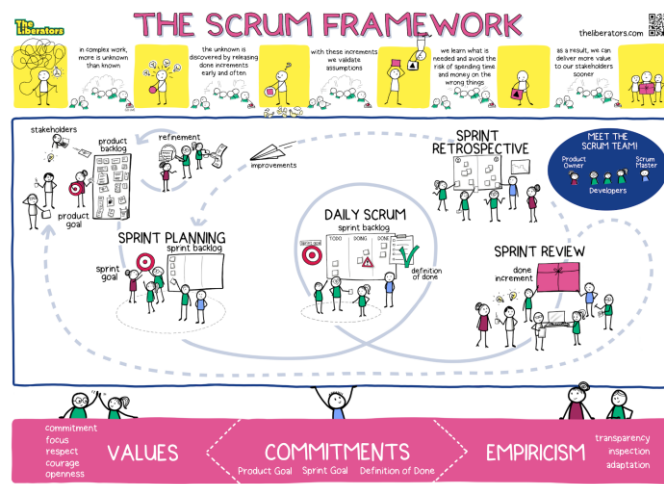 The Liberators
THE SCRUM FRAMEWORK
theliberators.com
in complex work,
more is unknown
than known
the unknown is
discovered by releasing
done increments
early and often
with these increments
we validate
assumptions
we learn what is
needed and avoid the
risk of spending time
and money on the
wrong things
as a result, we can
deliver more value
to our stakeholders
sooner
stakeholders
product
backlog
product
goal
refinement
improvements
SPRINT
RETROSPECTIVE
MEET THE
SCRUM TEAM!
Product
Owner
Scrum
Master
Developers
SPRINT PLANNING
sprint backlog
sprint
goal
DAILY SCRUM
sprint backlog
TODO
DOING
DONE
definition
of done
SPRINT REVIEW
done
increment
commitment
focus
respect
courage
openness
VALUES
COMMITMENTS
Product Goal
Sprint Goal
Definition of Done
EMPIRICISM
transparency
inspection
adaptation